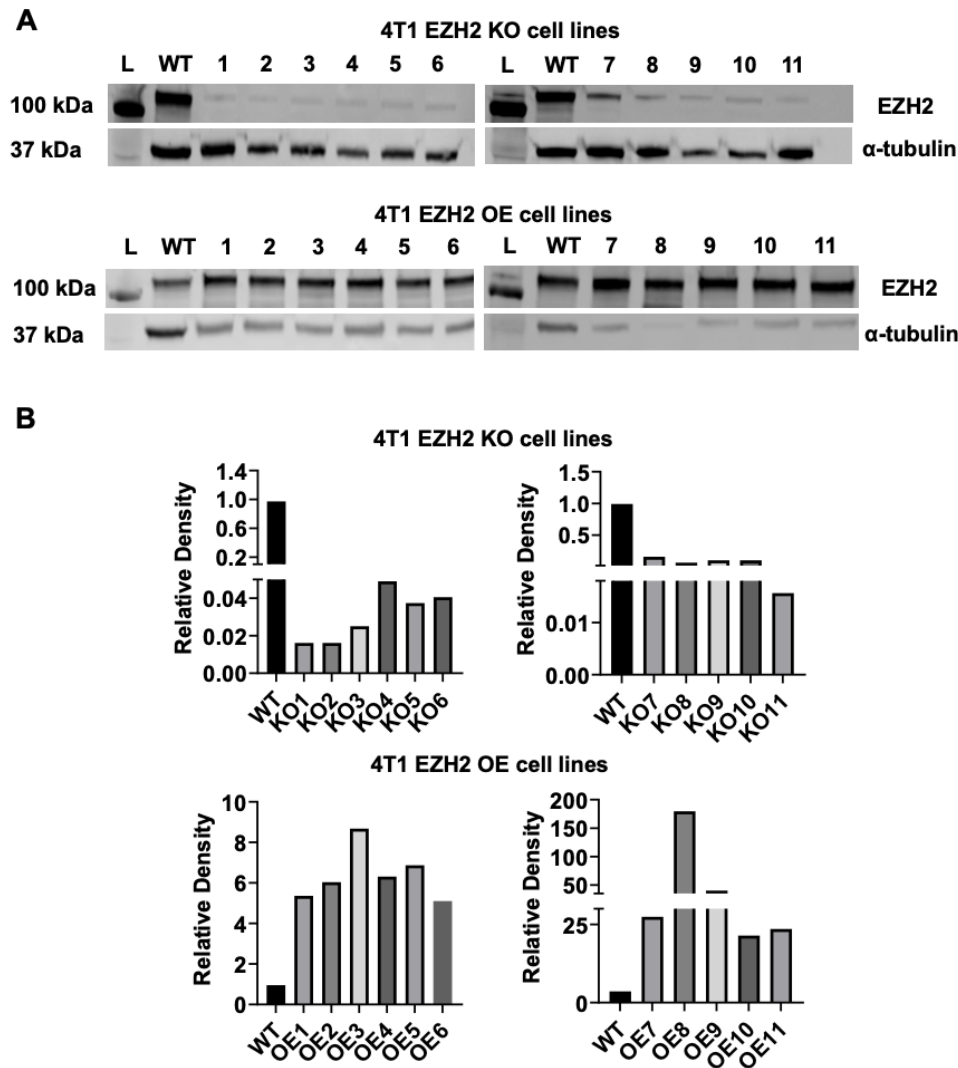 A
4T1 EZH2 KO cell lines
L WT 1 2 3 4 5 6 L WT 7 8 9 10 11
100 kDa EZH2
37 kDa α-tubulin
4T1 EZH2 OE cell lines
L WT 1 2 3 4 5 6 L WT 7 8 9 10 11
100 kDa EZH2
37 kDa α-tubulin
B
4T1 EZH2 KO cell lines
Relative Density
1.4
1.0
0.6
0.2
0.04
0.02
0.00
WT KO1 KO2 KO3 KO4 KO5 KO6
Relative Density
1.5
1.0
0.5
0.01
0.00
WT KO7 KO8 KO9 KO10 KO11
4T1 EZH2 OE cell lines
Relative Density
10
8
6
4
2
0
WT OE1 OE2 OE3 OE4 OE5 OE6
Relative Density
200
150
100
50
25
0
WT OE7 OE8 OE9 OE10 OE11